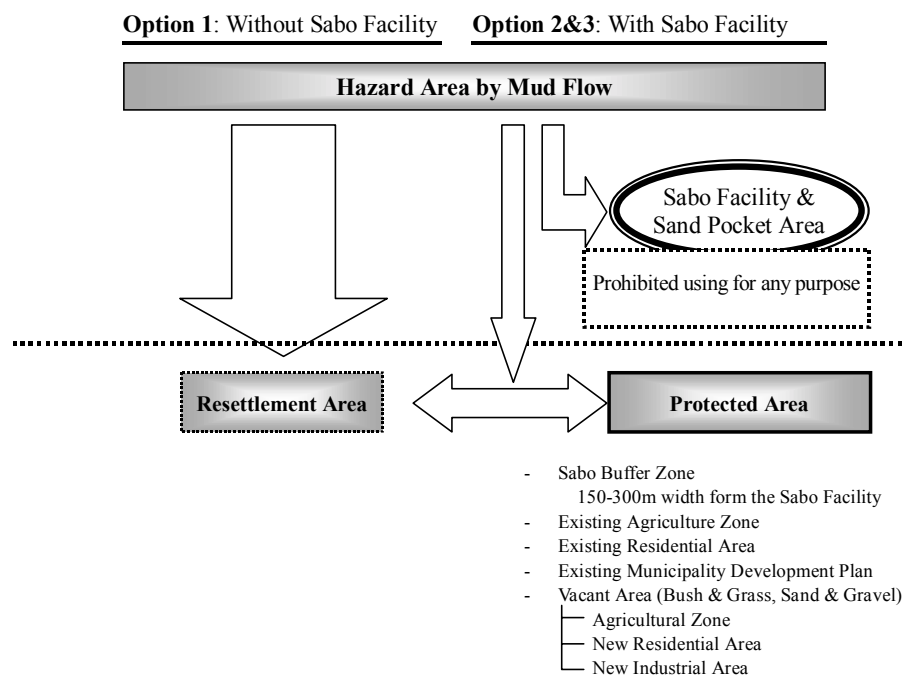 Option 1: Without Sabo Facility
Option 2&3: With Sabo Facility
Hazard Area by Mud Flow
Sabo Facility &
Sand Pocket Area
Prohibited using for any purpose
Resettlement Area
Protected Area
- Sabo Buffer Zone
150-300m width form the Sabo Facility
- Existing Agriculture Zone
- Existing Residential Area
- Existing Municipality Development Plan
- Vacant Area (Bush & Grass, Sand & Gravel)
Agricultural Zone
New Residential Area
New Industrial Area